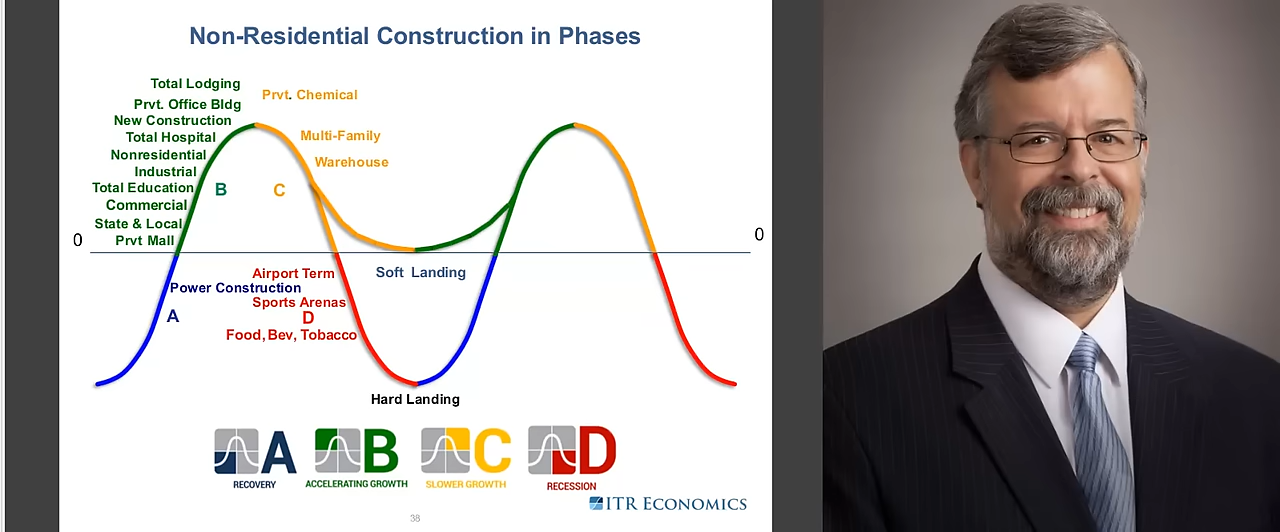 Non-Residential Construction in Phases
Total Lodging
Prvt. Chemical
Prvt. Office Bldg
New Construction
Total Hospital
Multi-Family
Nonresidential
Warehouse
Industrial
Total Education
B
C
Commercial
State & Local
Prvt Mall
0
0
Airport Term
Soft Landing
Power Construction
Sports Arenas
A
D
Food, Bev, Tobacco
Hard Landing
A
B
C
D
RECOVERY
ACCELERATING GROWTH
SLOWER GROWTH
RECESSION
ITR ECONOMICS
38